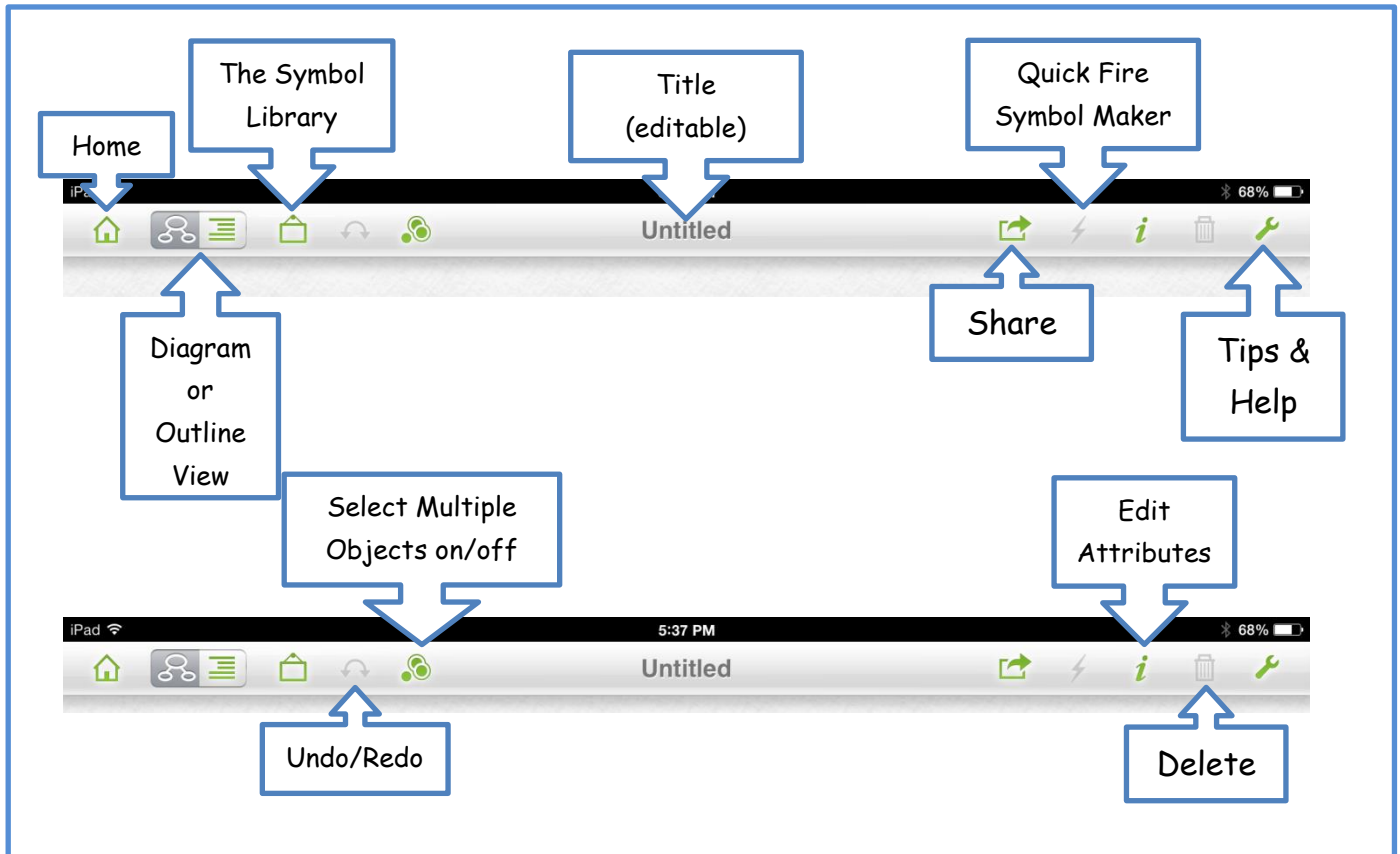 The Symbol
Library
Title
(editable)
Quick Fire
Symbol Maker
Home
68%
Untitled
i
Share
Tips &
Help
Diagram
or
Outline
View
Select Multiple
Objects on/off
Edit
Attributes
iPad
5:37 PM
68%
Untitled
i
Undo/Redo
Delete